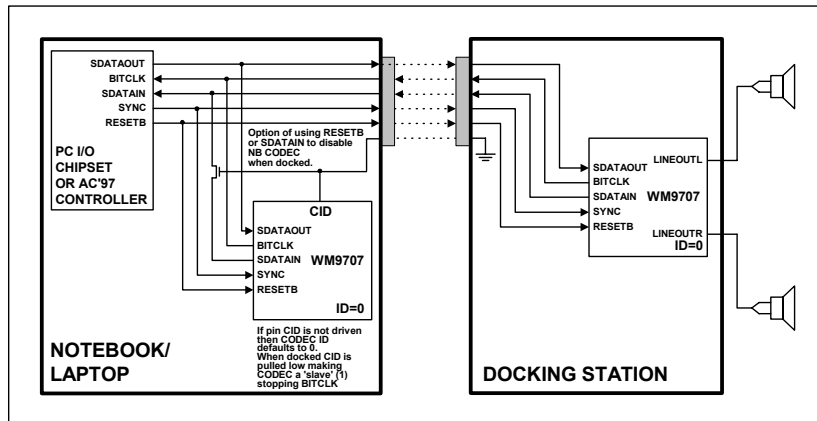 SDATAOUT
BITCLK
SDATAIN
SYNC
RESETB
PC I/O
CHIPSET
OR AC'97
CONTROLLER
Option of using RESETB
or SDATAIN to disable
NB CODEC
when docked.
CID
SDATAOUT
BITCLK
SDATAIN
WM9707
SYNC
RESETB
ID=0
If pin CID is not driven
then CODEC ID
defaults to 0.
When docked CID is
pulled low making
CODEC a 'slave' (1)
stopping BITCLK
NOTEBOOK/
LAPTOP
SDATAOUT
LINEOUTL
BITCLK
SDATAIN
WM9707
SYNC
RESETB
LINEOUTR
ID=0
DOCKING STATION